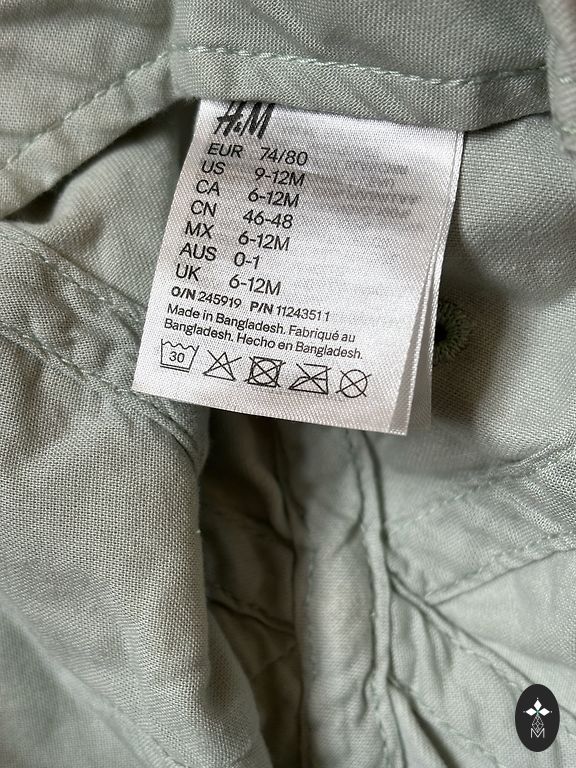 H&M
EUR 74/80
US 9-12M
CA 6-12M
CN 46-48
MX 6-12M
AUS 0-1
UK 6-12M
O/N 245919 P/N 11243511
Made in Bangladesh. Fabriqué au
Bangladesh. Hecho en Bangladesh.
30
M